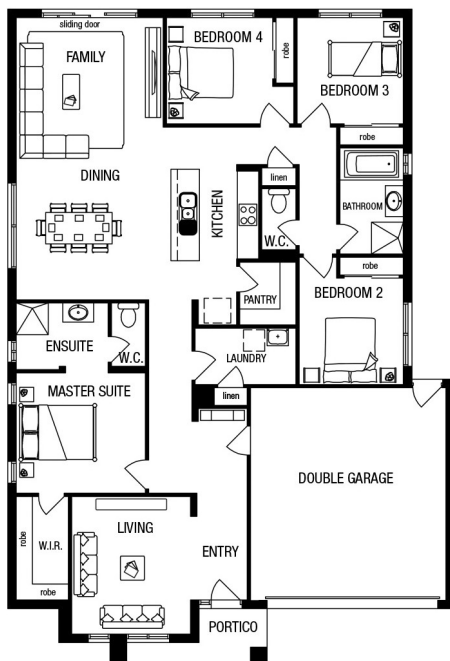 sliding door
BEDROOM 4
robe
FAMILY
BEDROOM 3
robe
linen
DINING
KITCHEN
W.C.
BATHROOM
robe
PANTRY
BEDROOM 2
ENSUITE
W.C.
LAUNDRY
linen
MASTER SUITE
DOUBLE GARAGE
LIVING
robe
W.I.R.
ENTRY
robe
PORTICO